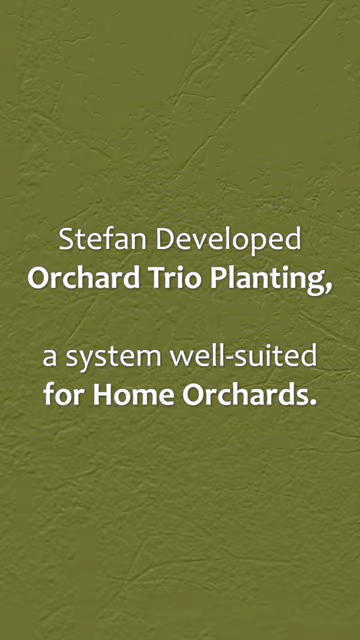 Stefan Developed
Orchard Trio Planting,
a system well-suited
for Home Orchards.